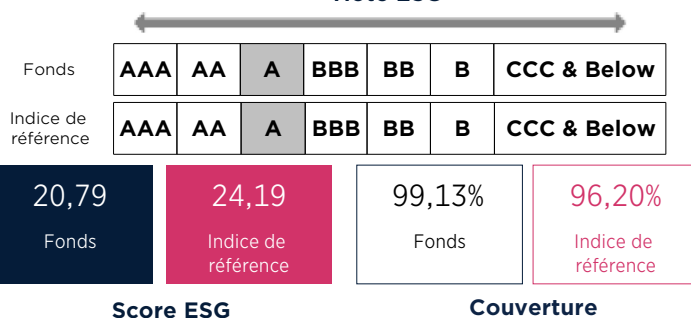 Fonds AAA AA A BBB BB B CCC & Below
Indice de
référence
AAA AA A BBB BB B CCC & Below
20,79 24,19 99,13% 96,20%
Fonds Indice de Fonds Indice de
référence référence
Score ESG Couverture